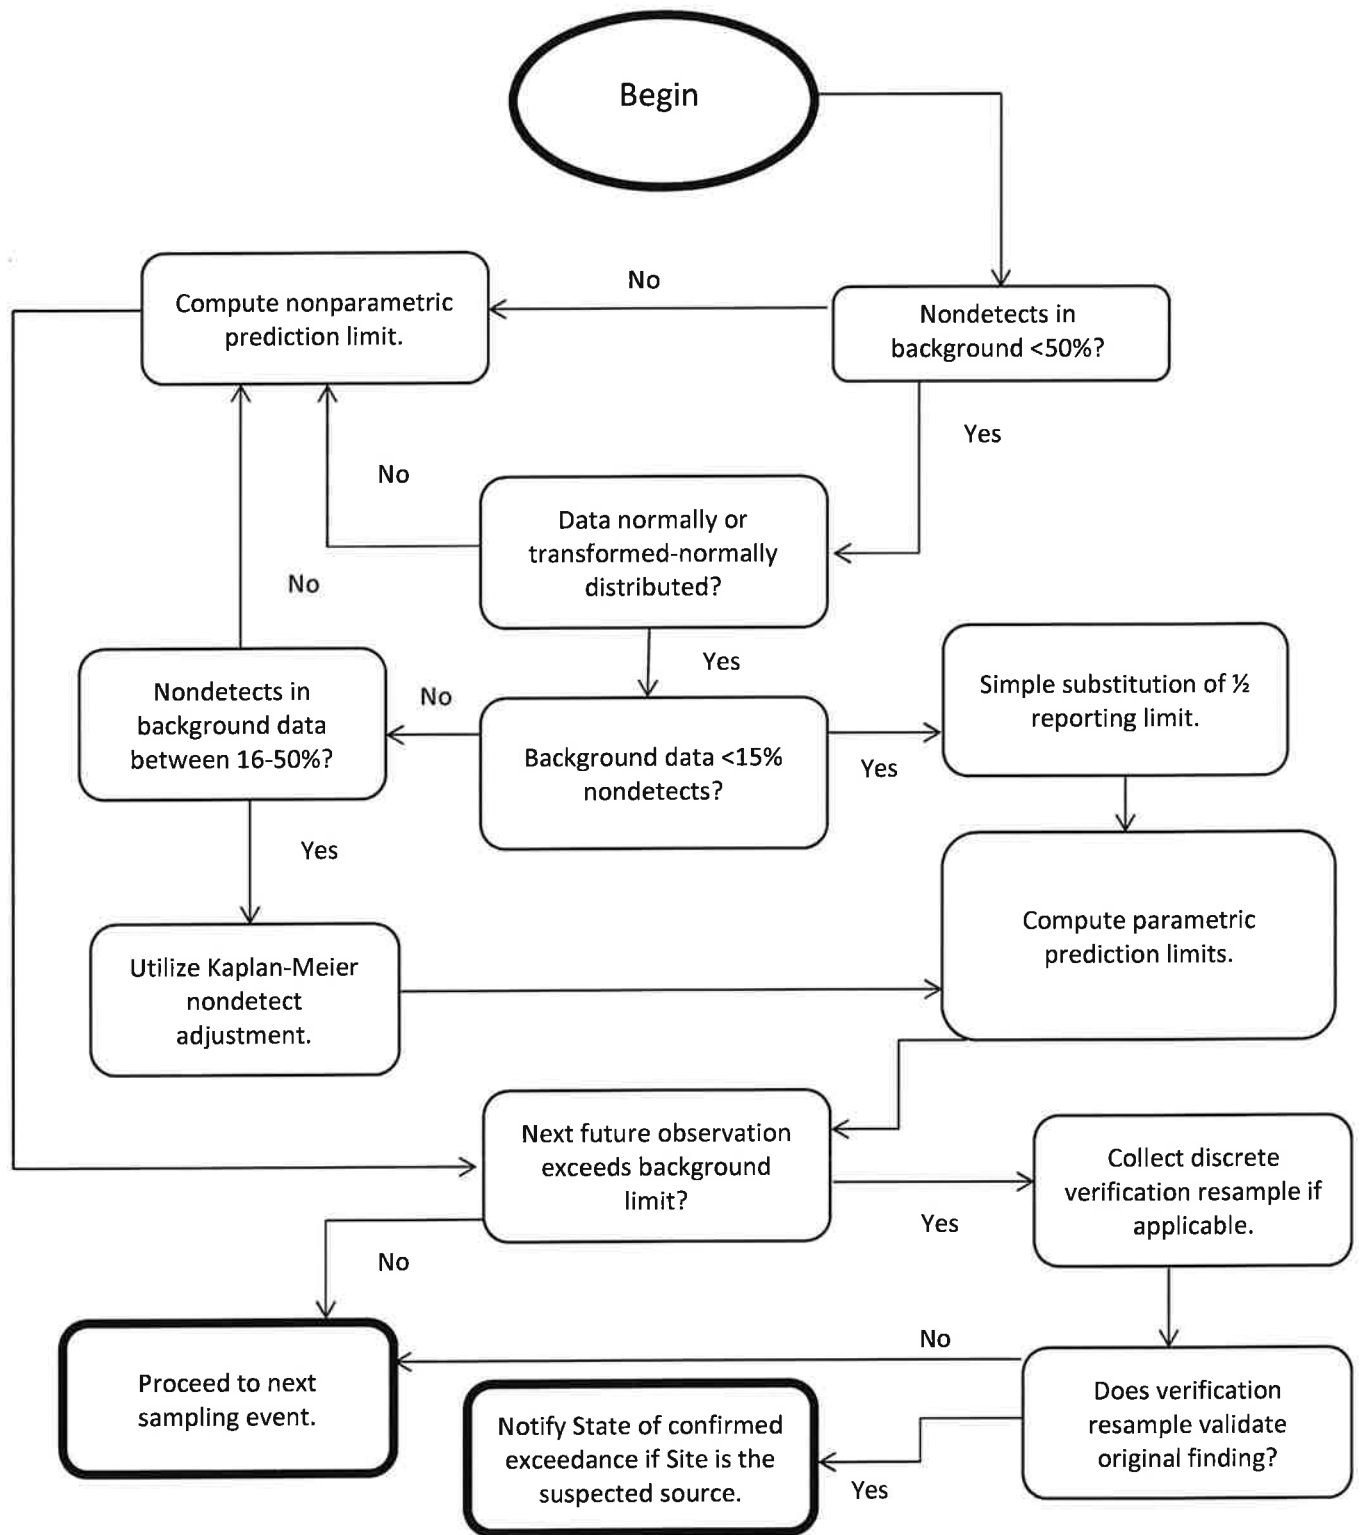 Begin
No
Compute nonparametric
prediction limit.
Nondetects in
background <50%?
Yes
No
Data normally or
transformed-normally
distributed?
No
Yes
Nondetects in
background data
between 16-50%?
No
Background data <15%
nondetects?
Yes
Simple substitution of ½
reporting limit.
Yes
Utilize Kaplan-Meier
nondetect
adjustment.
Compute parametric
prediction limits.
Next future observation
exceeds background
limit?
Yes
Collect discrete
verification resample if
applicable.
No
No
Proceed to next
sampling event.
Notify State of confirmed
exceedance if Site is the
suspected source.
Yes
Does verification
resample validate
original finding?